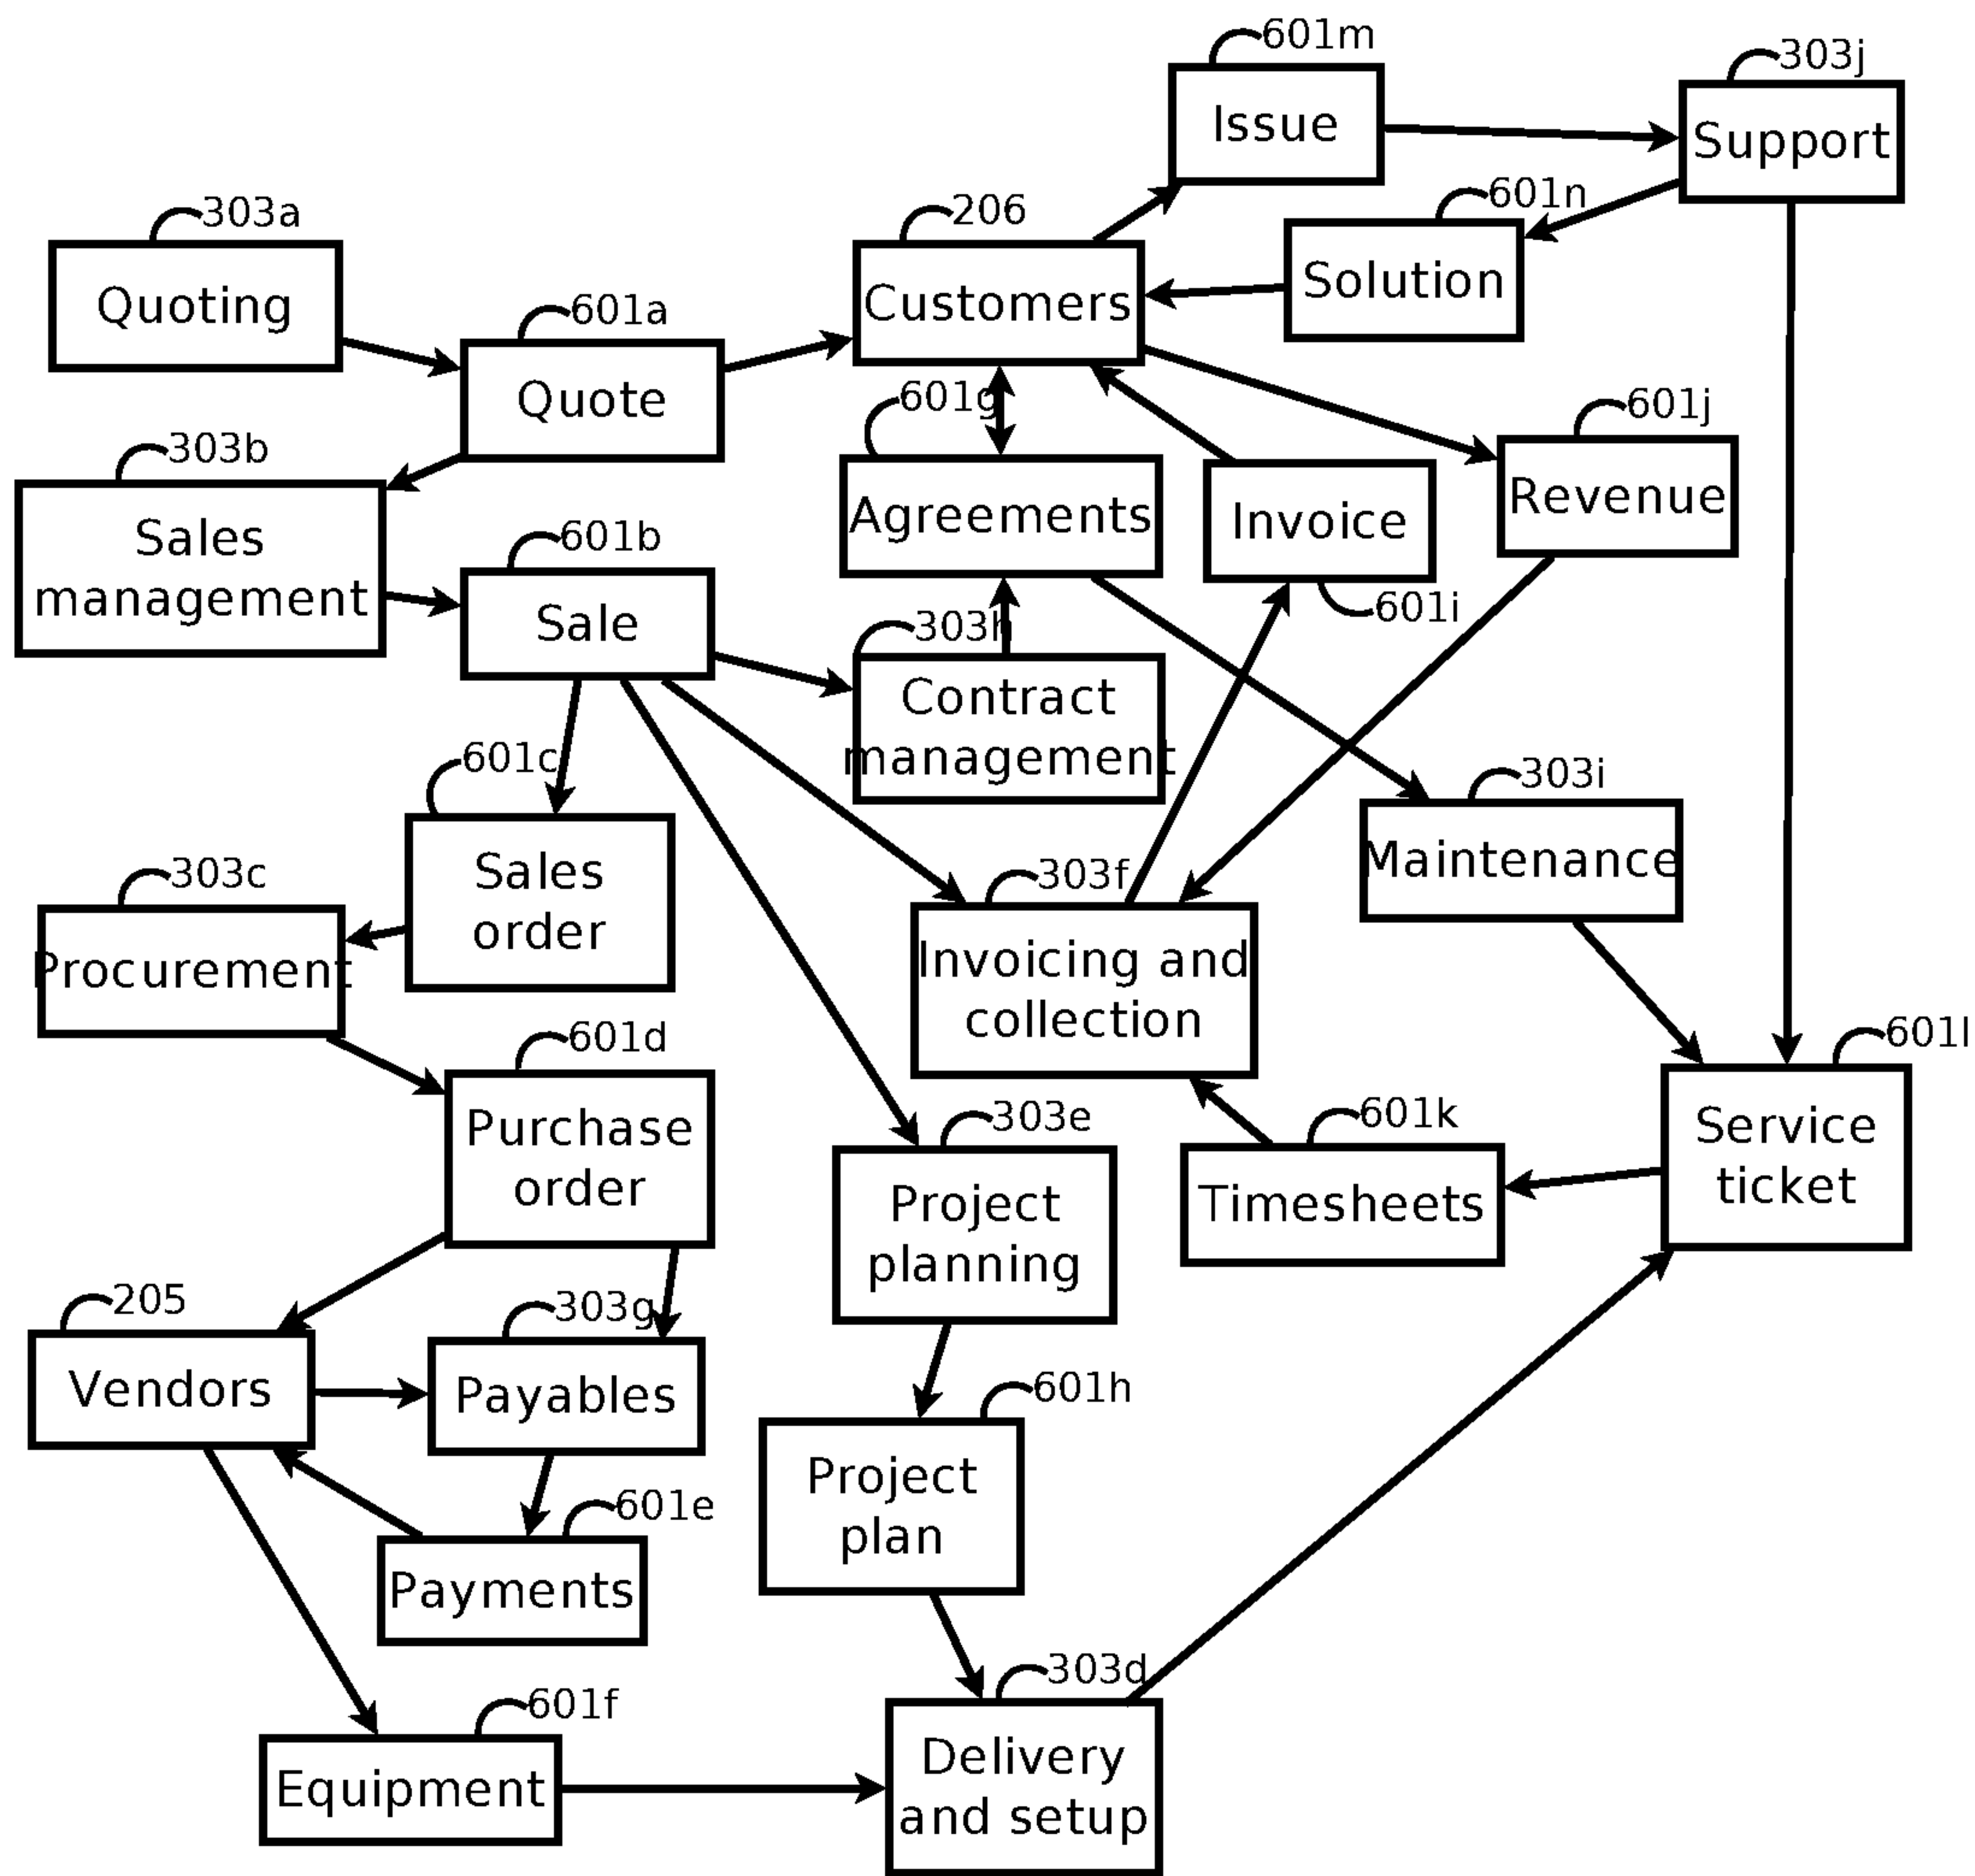 601m
303j
Issue
Support
303a
206
601n
Quoting
Customers
Solution
601a
Quote
601g
601j
303b
Revenue
Agreements
Invoice
Sales
management
601b
601i
Sale
303h
Contract
management
601c
303i
Sales
order
Maintenance
303c
303f
Procurement
Invoicing and
collection
601d
601l
Purchase
order
303e
601k
Service
ticket
Project
planning
Timesheets
205
303g
Vendors
Payables
601h
Project
plan
601e
Payments
303d
601f
Delivery
and setup
Equipment